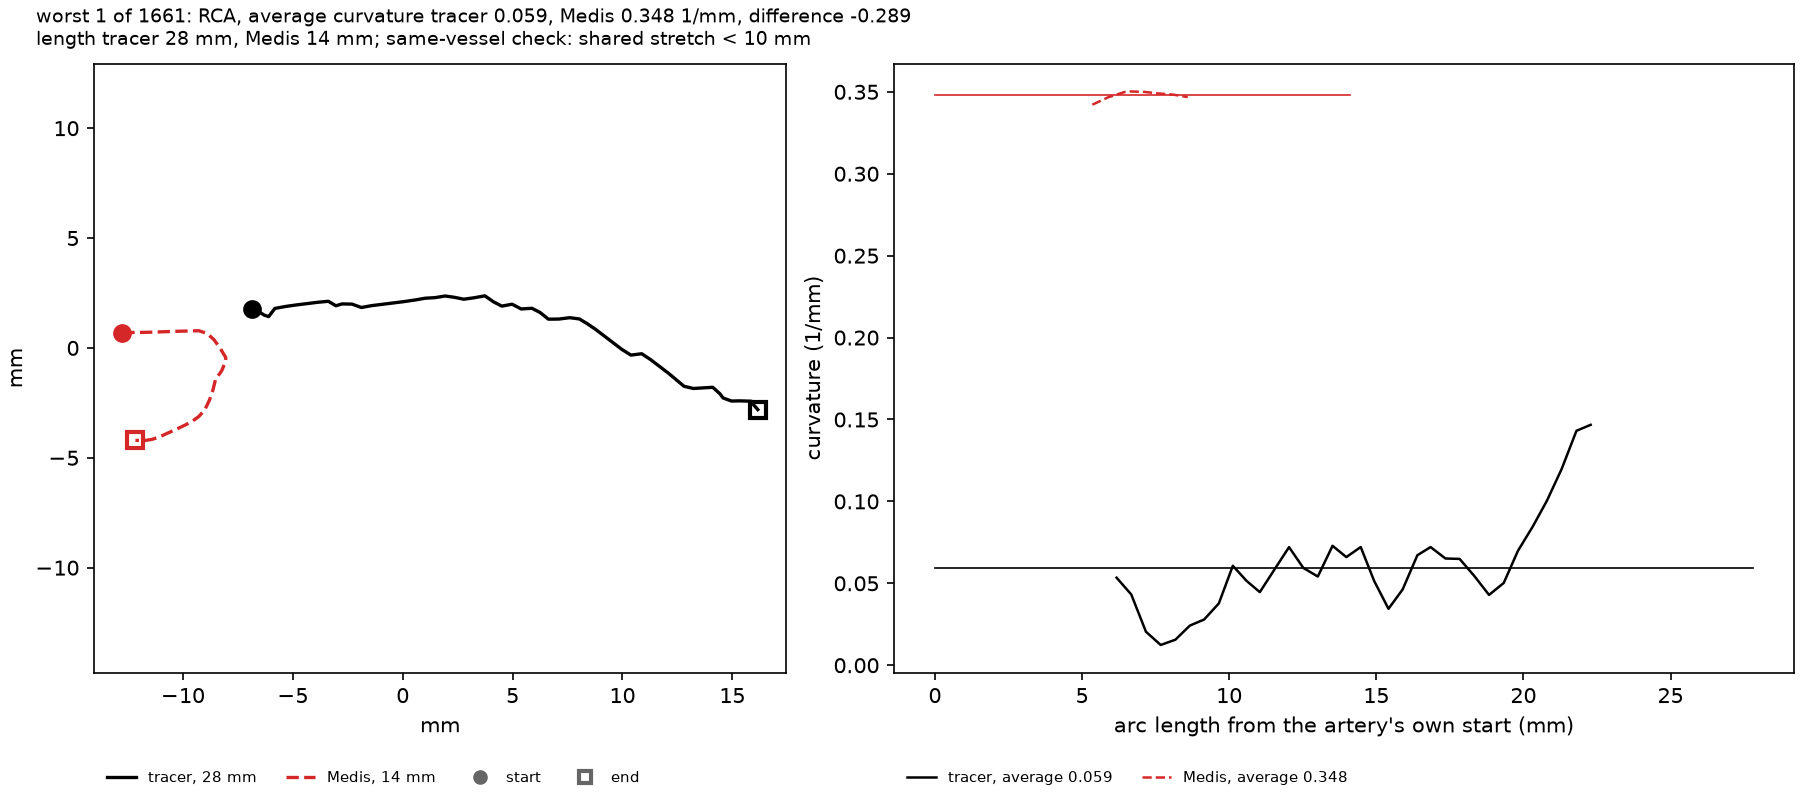 worst 1 of 1661: RCA, average curvature tracer 0.059, Medis 0.348 1/mm, difference -0.289
length tracer 28 mm, Medis 14 mm; same-vessel check: shared stretch < 10 mm
10
5
0
−5
−10
mm
−10
−5
0
5
10
15
mm
tracer, 28 mm
Medis, 14 mm
start
end
0.35
0.30
0.25
0.20
0.15
0.10
0.05
0.00
curvature (1/mm)
0
5
10
15
20
25
arc length from the artery's own start (mm)
tracer, average 0.059
Medis, average 0.348